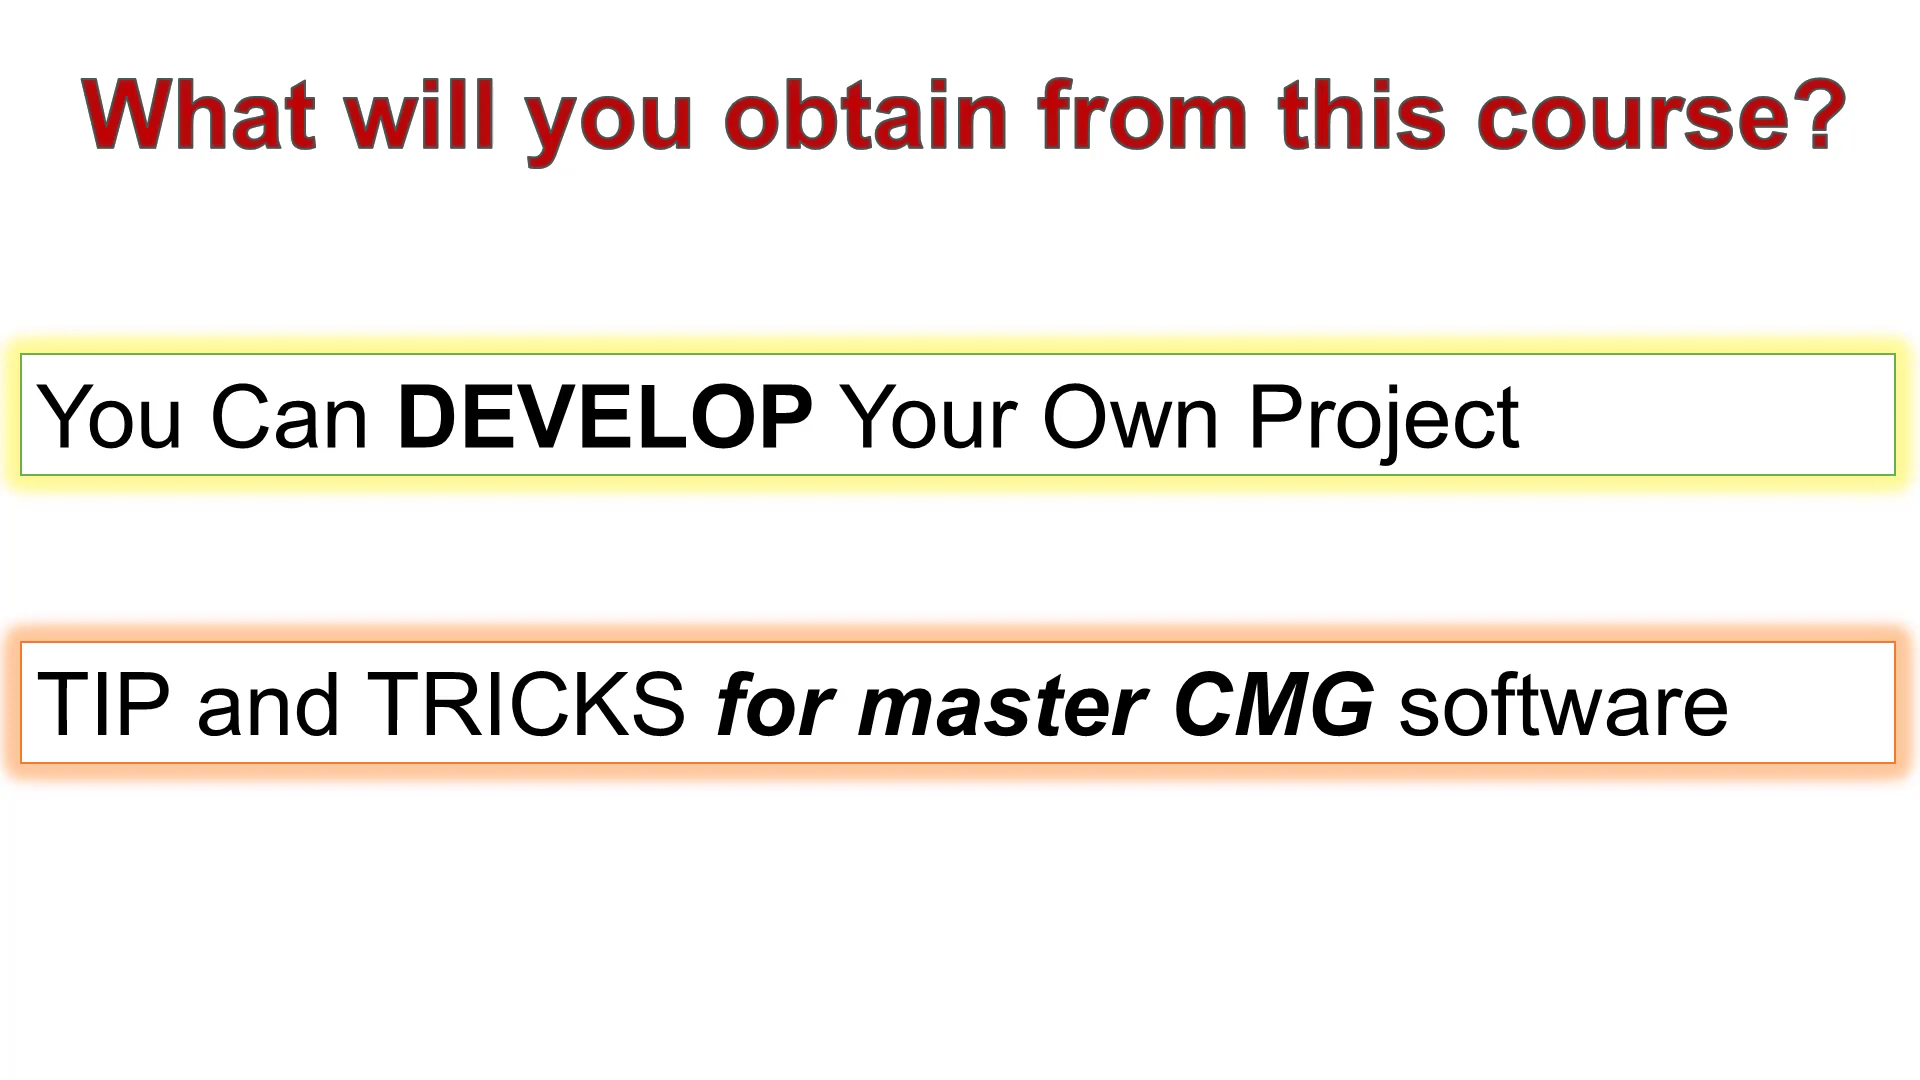 What will you obtain from this course?
You Can DEVELOP Your Own Project
TIP and TRICKS for master CMG software